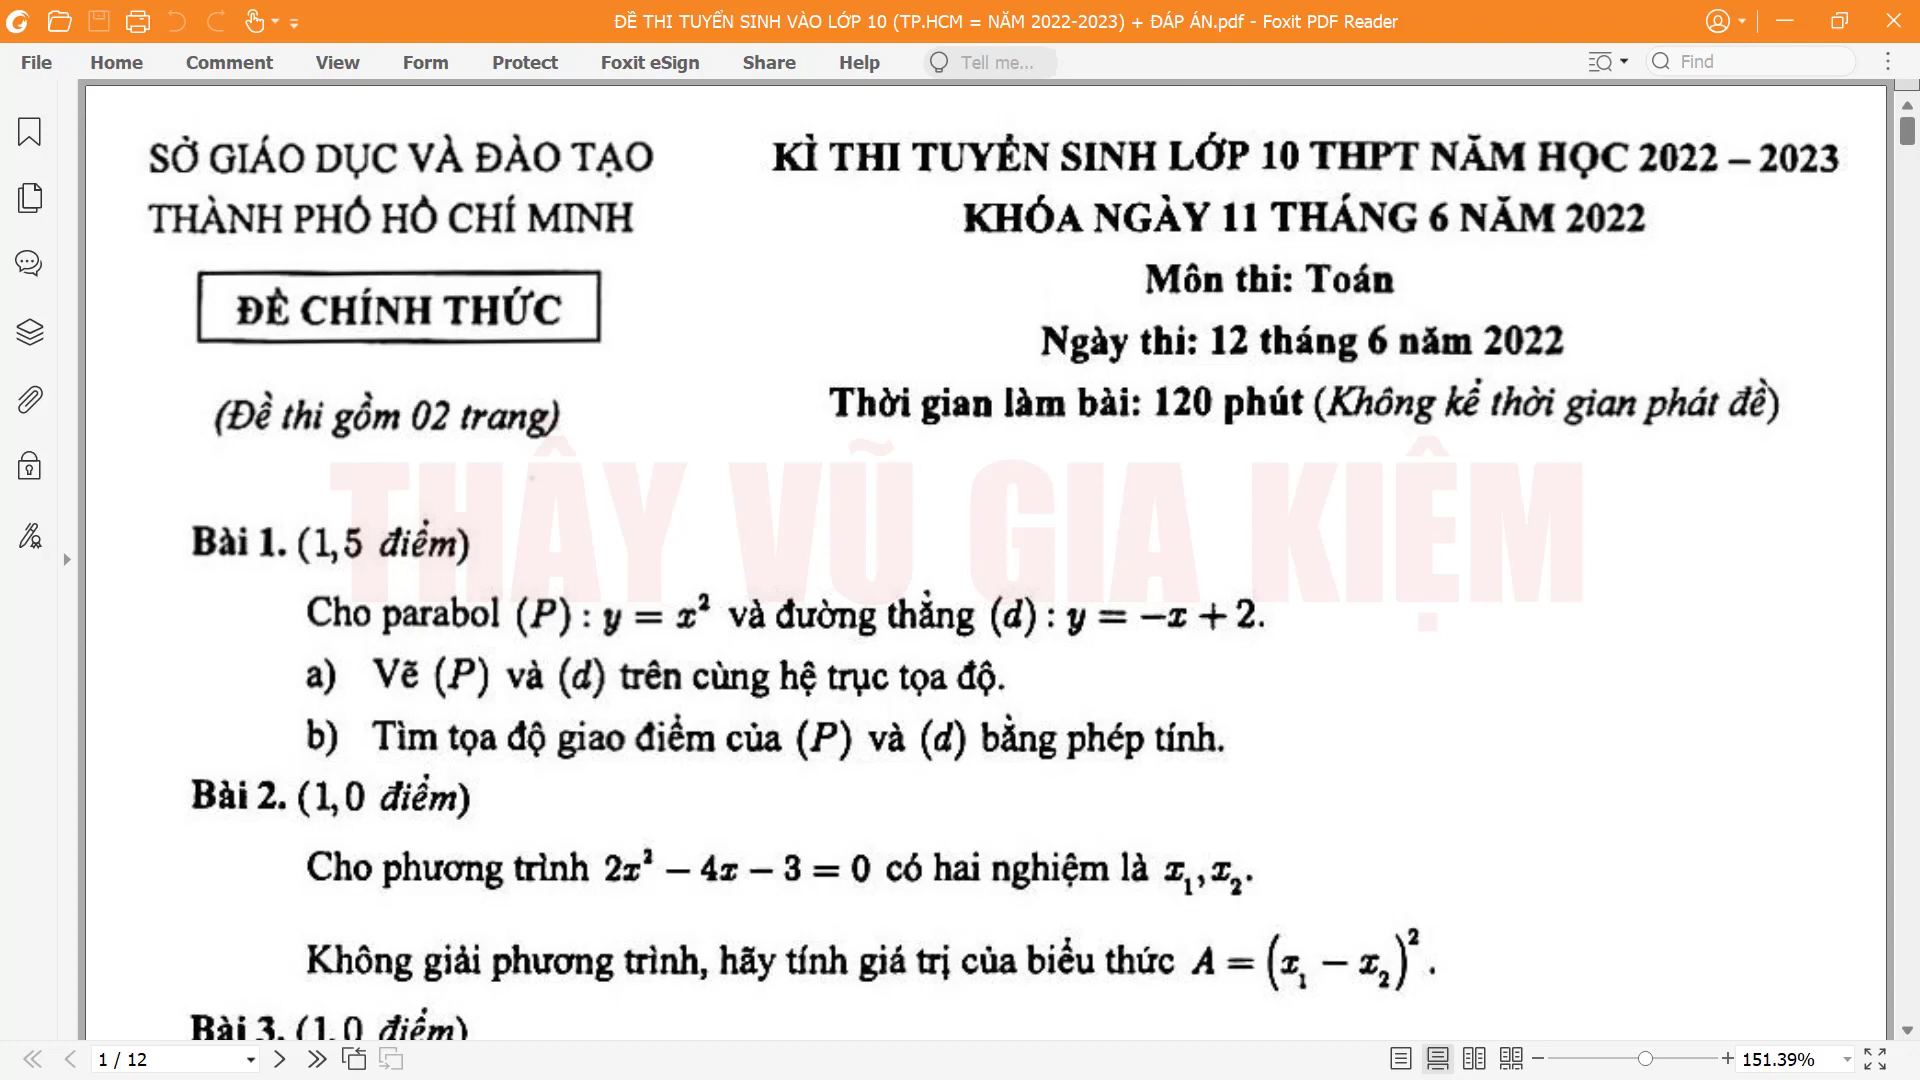 ĐỀ THI TUYỂN SINH VÀO LỚP 10 (TP.HCM = NĂM 2022-2023) + ĐÁP ÁN.pdf - Foxit PDF Reader
File Home Comment View Form Protect Foxit eSign Share Help Tell me... Find
SỞ GIÁO DỤC VÀ ĐÀO TẠO
THÀNH PHỐ HỒ CHÍ MINH
ĐỀ CHÍNH THỨC
(Đề thi gồm 02 trang)
KÌ THI TUYỂN SINH LỚP 10 THPT NĂM HỌC 2022 – 2023
KHÓA NGÀY 11 THÁNG 6 NĂM 2022
Môn thi: Toán
Ngày thi: 12 tháng 6 năm 2022
Thời gian làm bài: 120 phút (Không kể thời gian phát đề)
THẦY VŨ GIA KIỆM
Bài 1. (1,5 điểm)
Cho parabol (P) : y = x² và đường thẳng (d) : y = −x + 2.
a) Vẽ (P) và (d) trên cùng hệ trục tọa độ.
b) Tìm tọa độ giao điểm của (P) và (d) bằng phép tính.
Bài 2. (1,0 điểm)
Cho phương trình 2x² − 4x − 3 = 0 có hai nghiệm là x₁, x₂.
Không giải phương trình, hãy tính giá trị của biểu thức A = (x₁ − x₂)².
Bài 3. (1,0 điểm)
1 / 12
151.39%